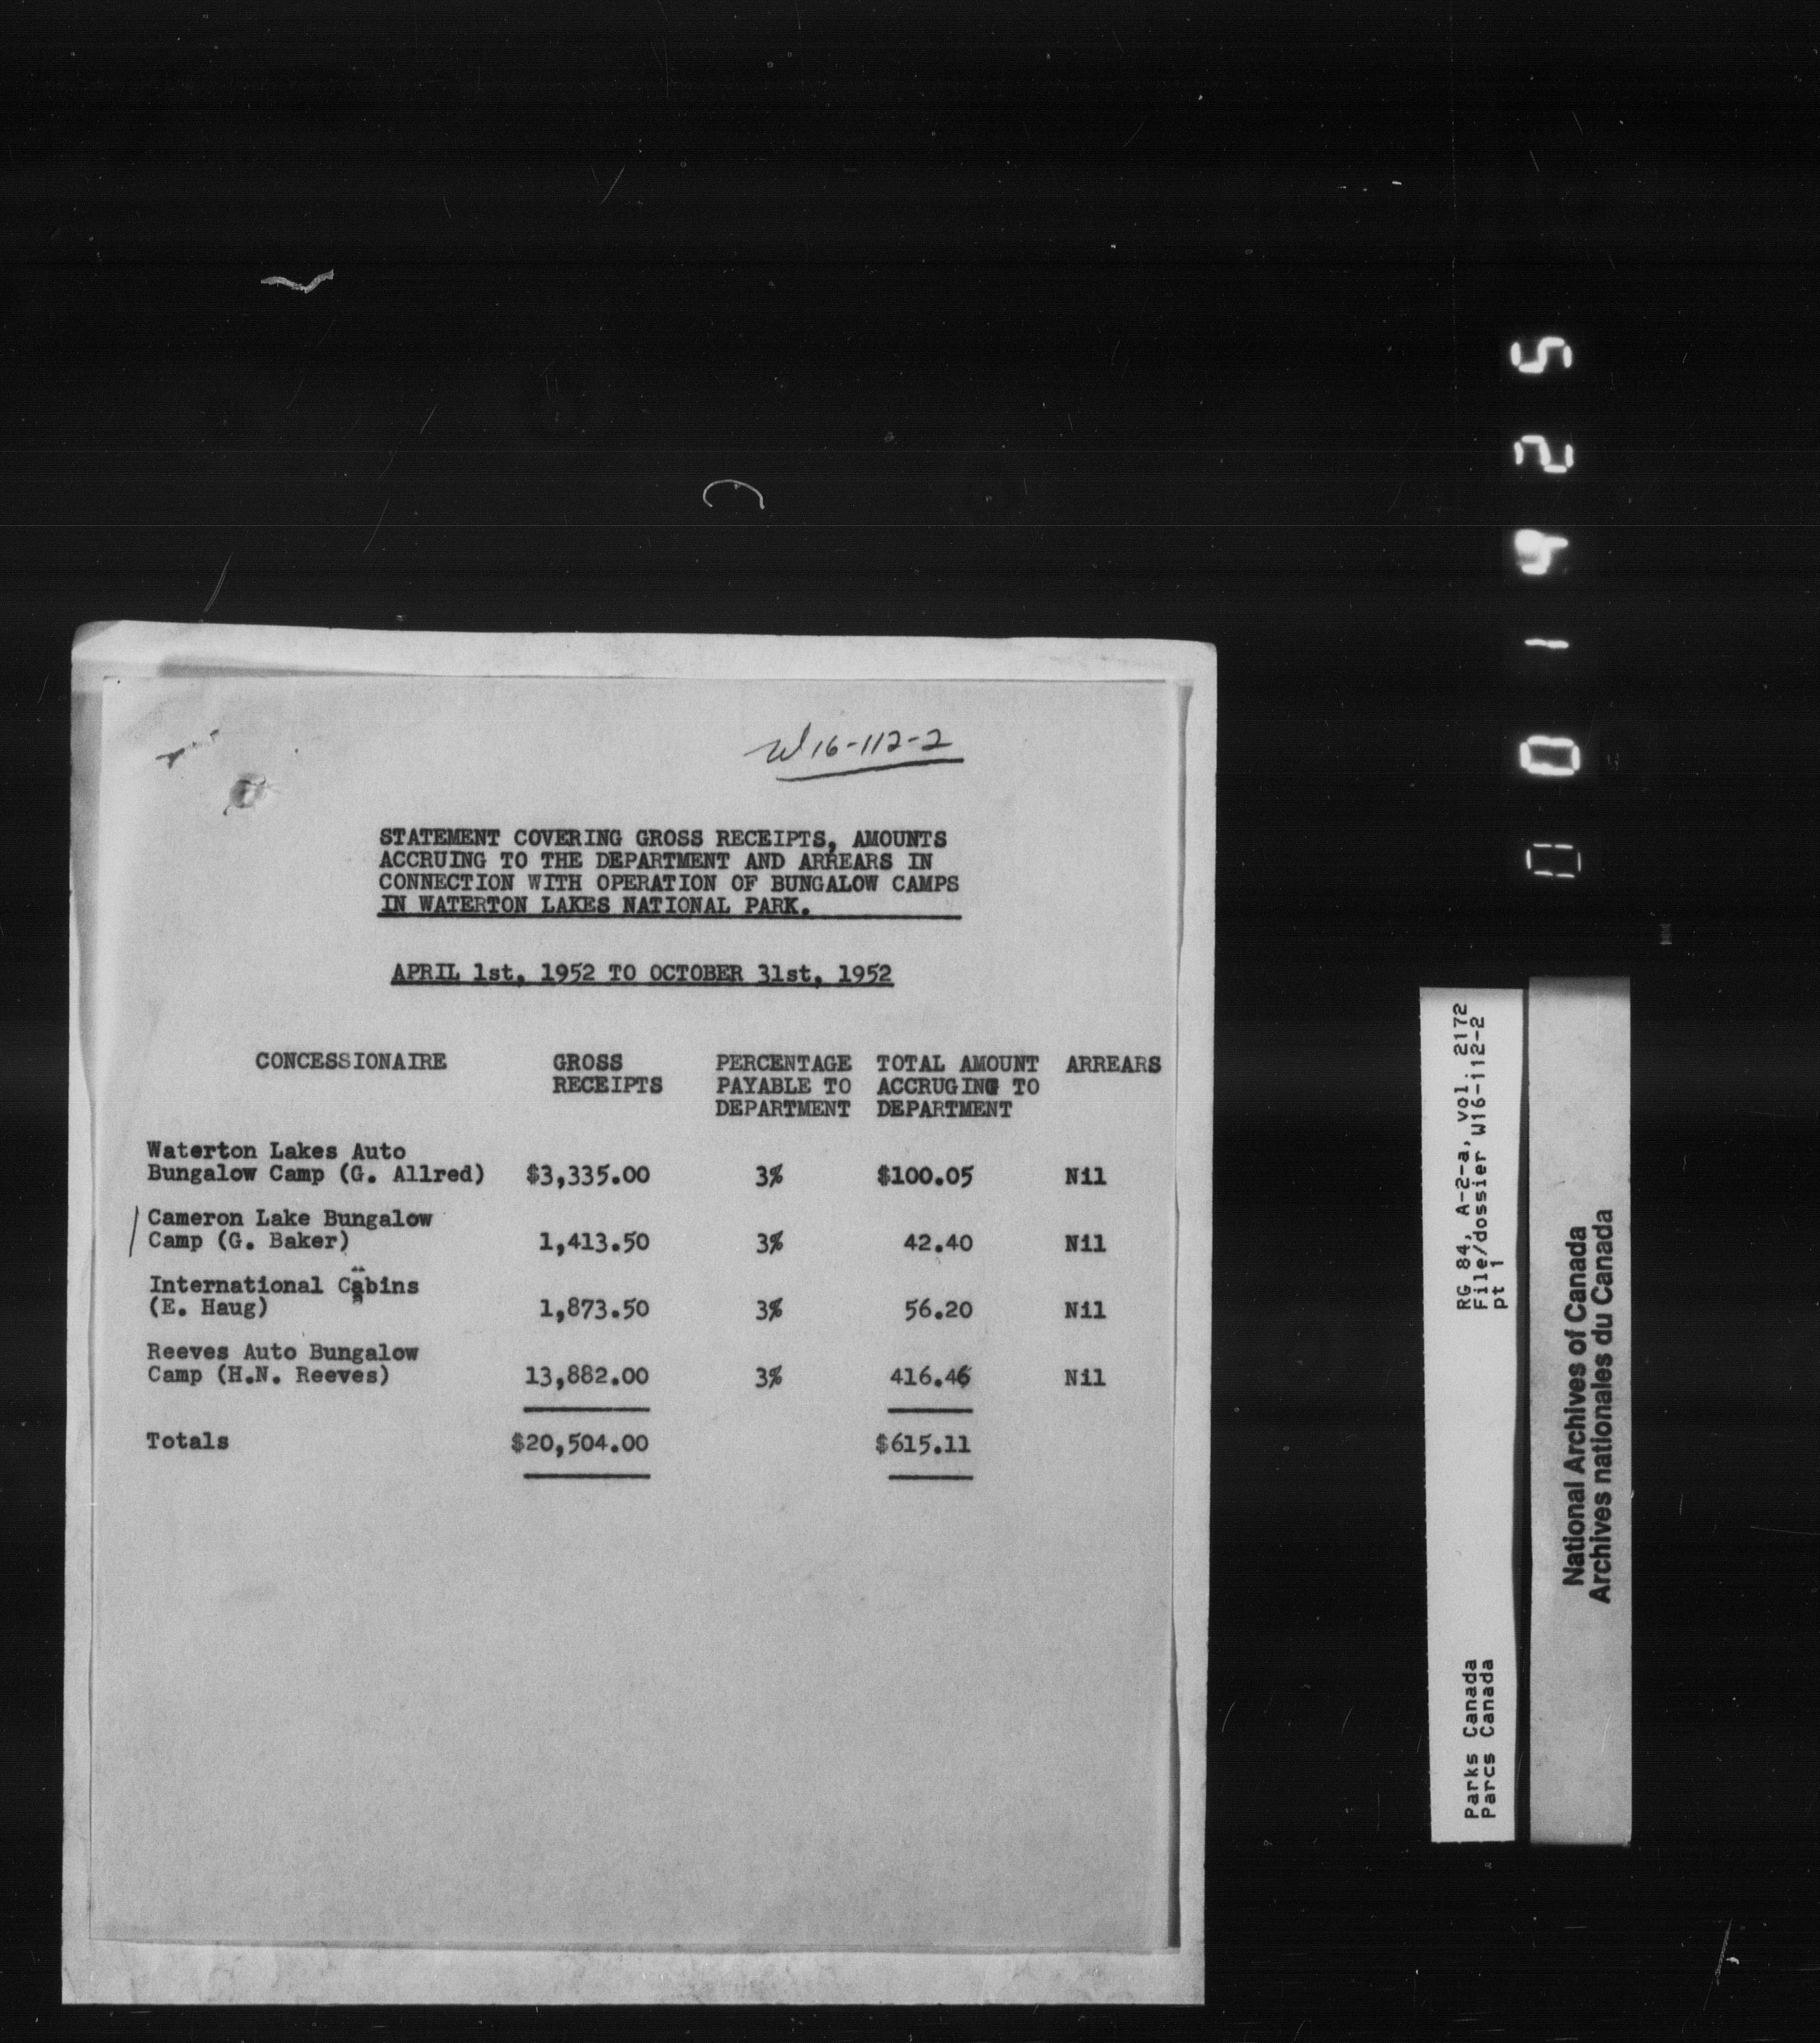 W16-112-2
STATEMENT COVERING GROSS RECEIPTS, AMOUNTS
ACCRUING TO THE DEPARTMENT AND ARREARS IN
CONNECTION WITH OPERATION OF BUNGALOW CAMPS
IN WATERTON LAKES NATIONAL PARK.
APRIL 1st, 1952 TO OCTOBER 31st, 1952
CONCESSIONAIRE GROSS PERCENTAGE TOTAL AMOUNT ARREARS
RECEIPTS PAYABLE TO ACCRUGING TO
DEPARTMENT DEPARTMENT
Waterton Lakes Auto
Bungalow Camp (G. Allred) $3,335.00 3% $100.05 Nil
Cameron Lake Bungalow
Camp (G. Baker) 1,413.50 3% 42.40 Nil
International Cabins
(E. Haug) 1,873.50 3% 56.20 Nil
Reeves Auto Bungalow
Camp (H.N. Reeves) 13,882.00 3% 416.46 Nil
Totals $20,504.00 $615.11
001425
RG 84, A-2-a, vol. 2172
File/dossier W16-112-2
pt 1
Parks Canada
Parcs Canada
National Archives of Canada
Archives nationales du Canada